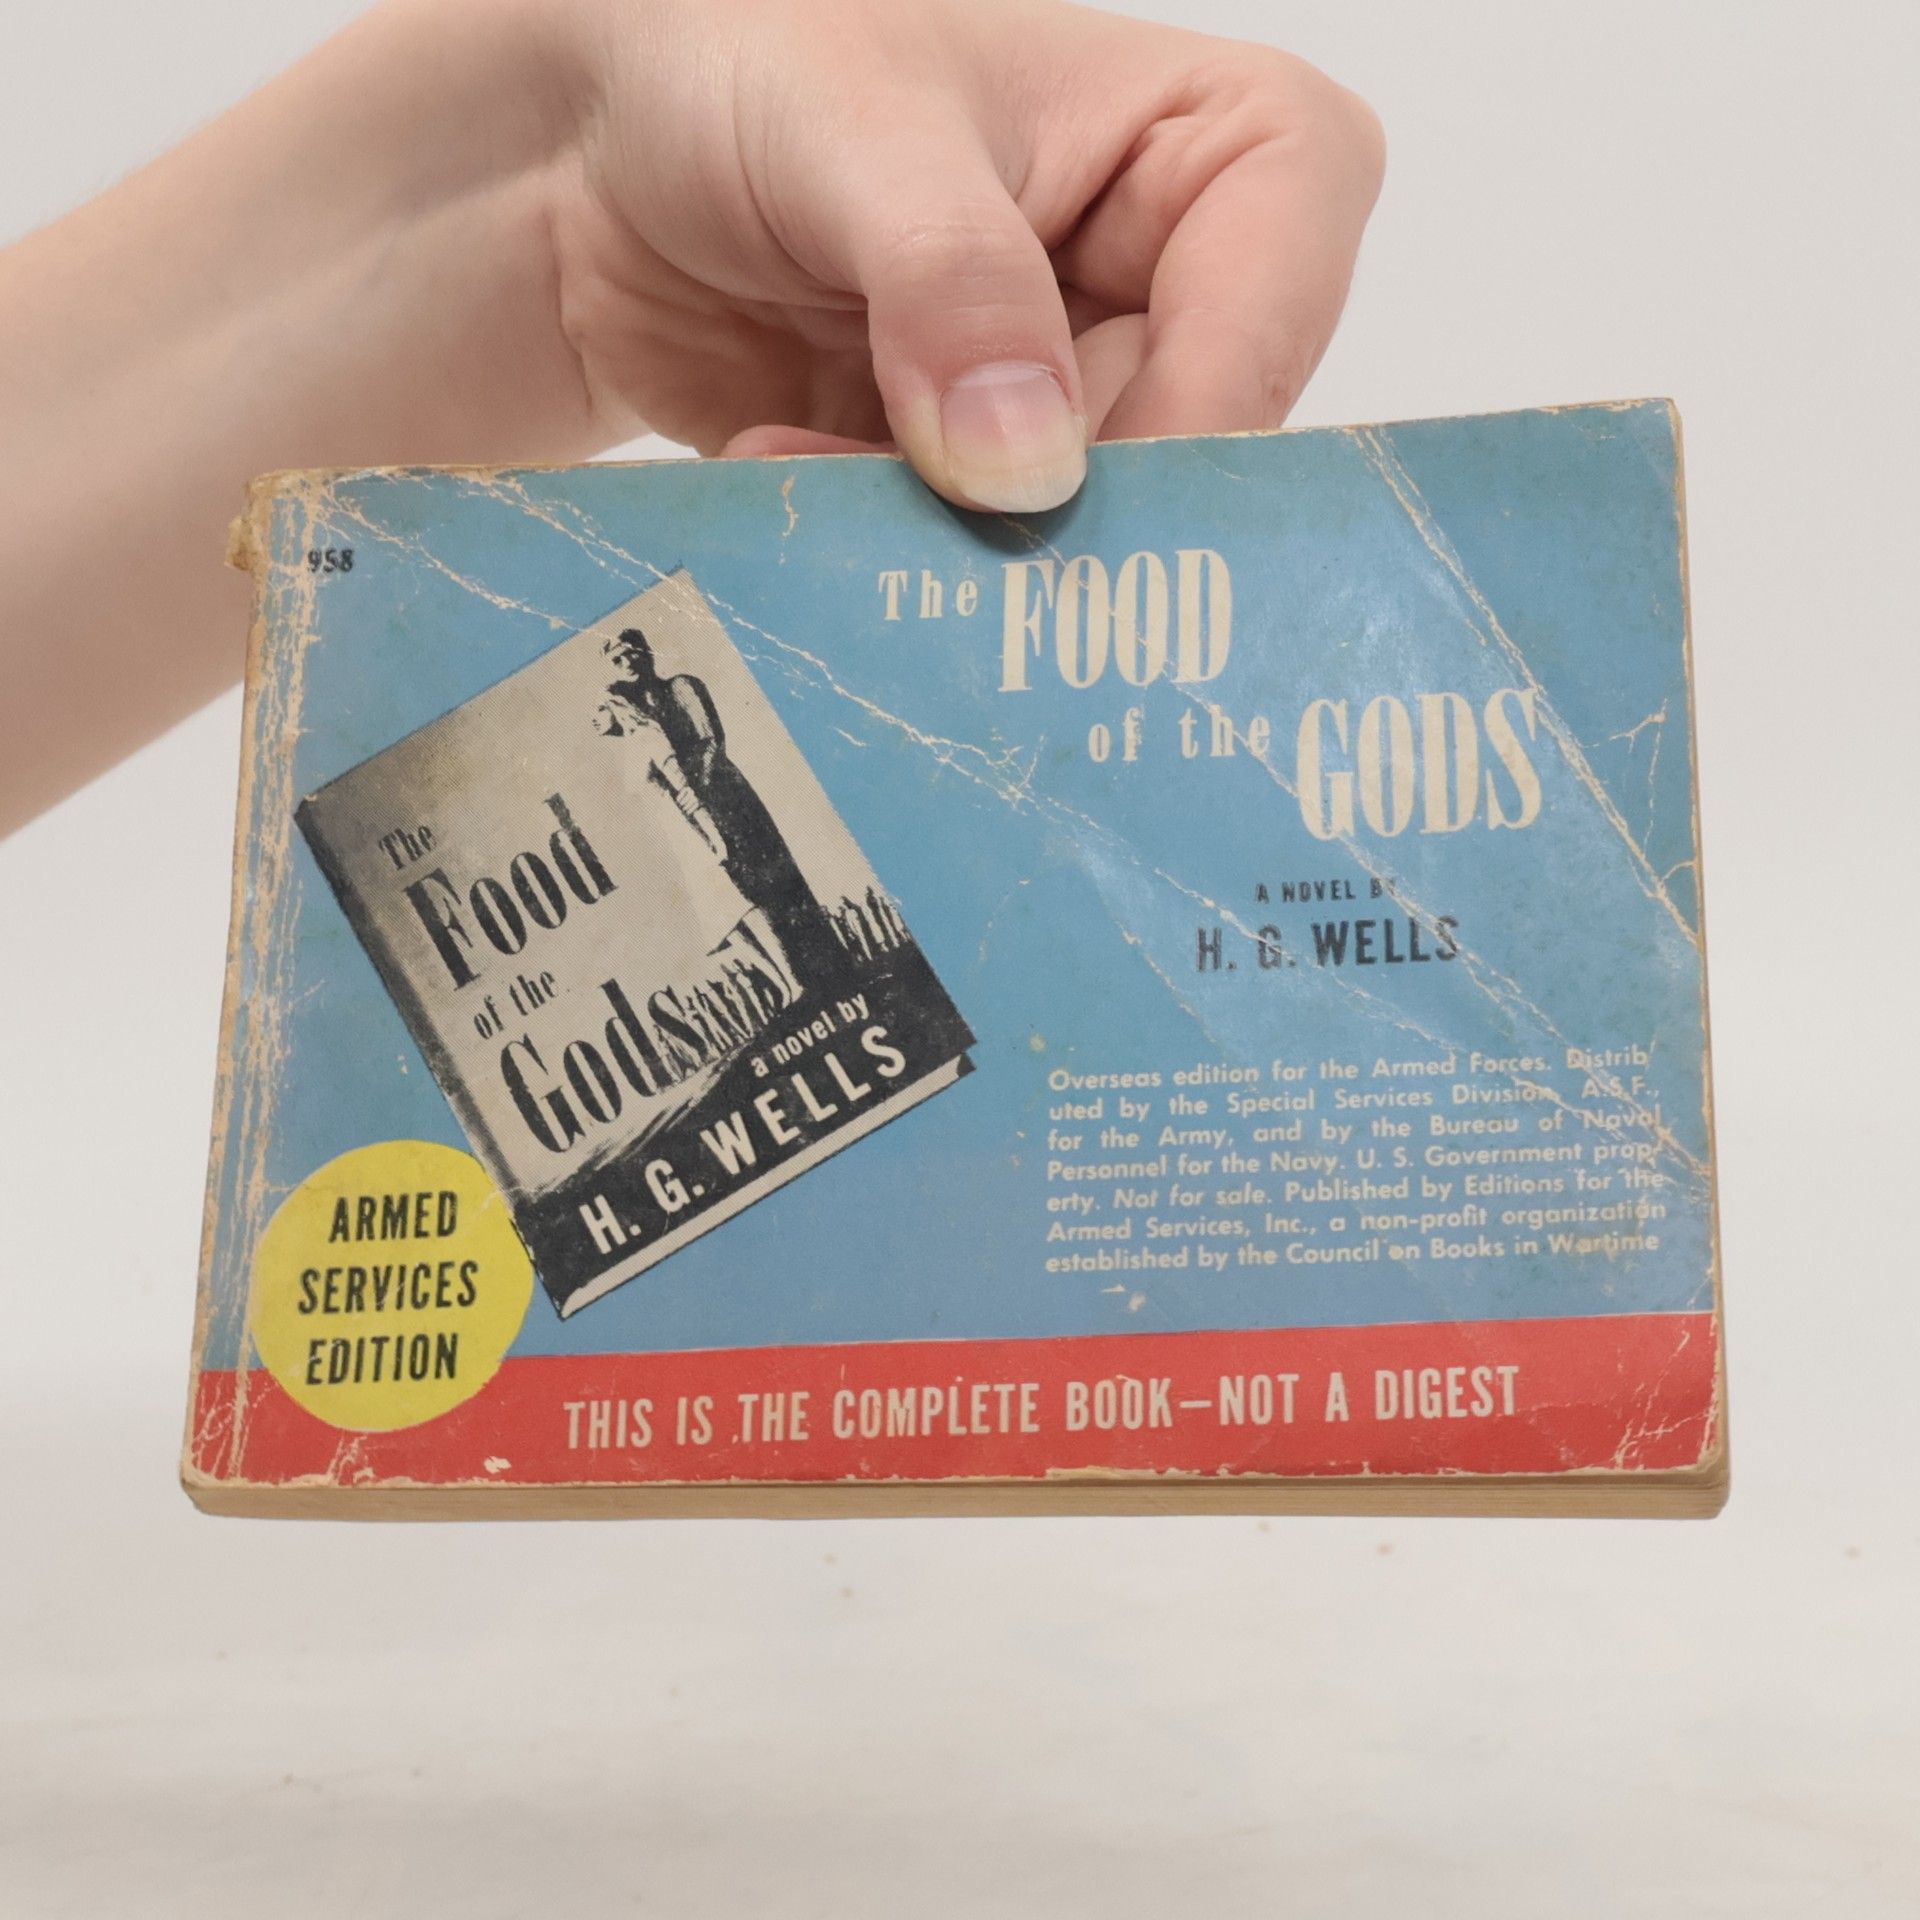 958
The FOOD
of the GODS
A NOVEL BY
H. G. WELLS
The
Food
of the
Gods
a novel by
H. G. WELLS
Overseas edition for the Armed Forces. Distrib-
uted by the Special Services Division, A.S.F.,
for the Army, and by the Bureau of Naval
Personnel for the Navy. U. S. Government prop-
erty. Not for sale. Published by Editions for the
Armed Services, Inc., a non-profit organization
established by the Council on Books in Wartime
ARMED
SERVICES
EDITION
THIS IS THE COMPLETE BOOK—NOT A DIGEST